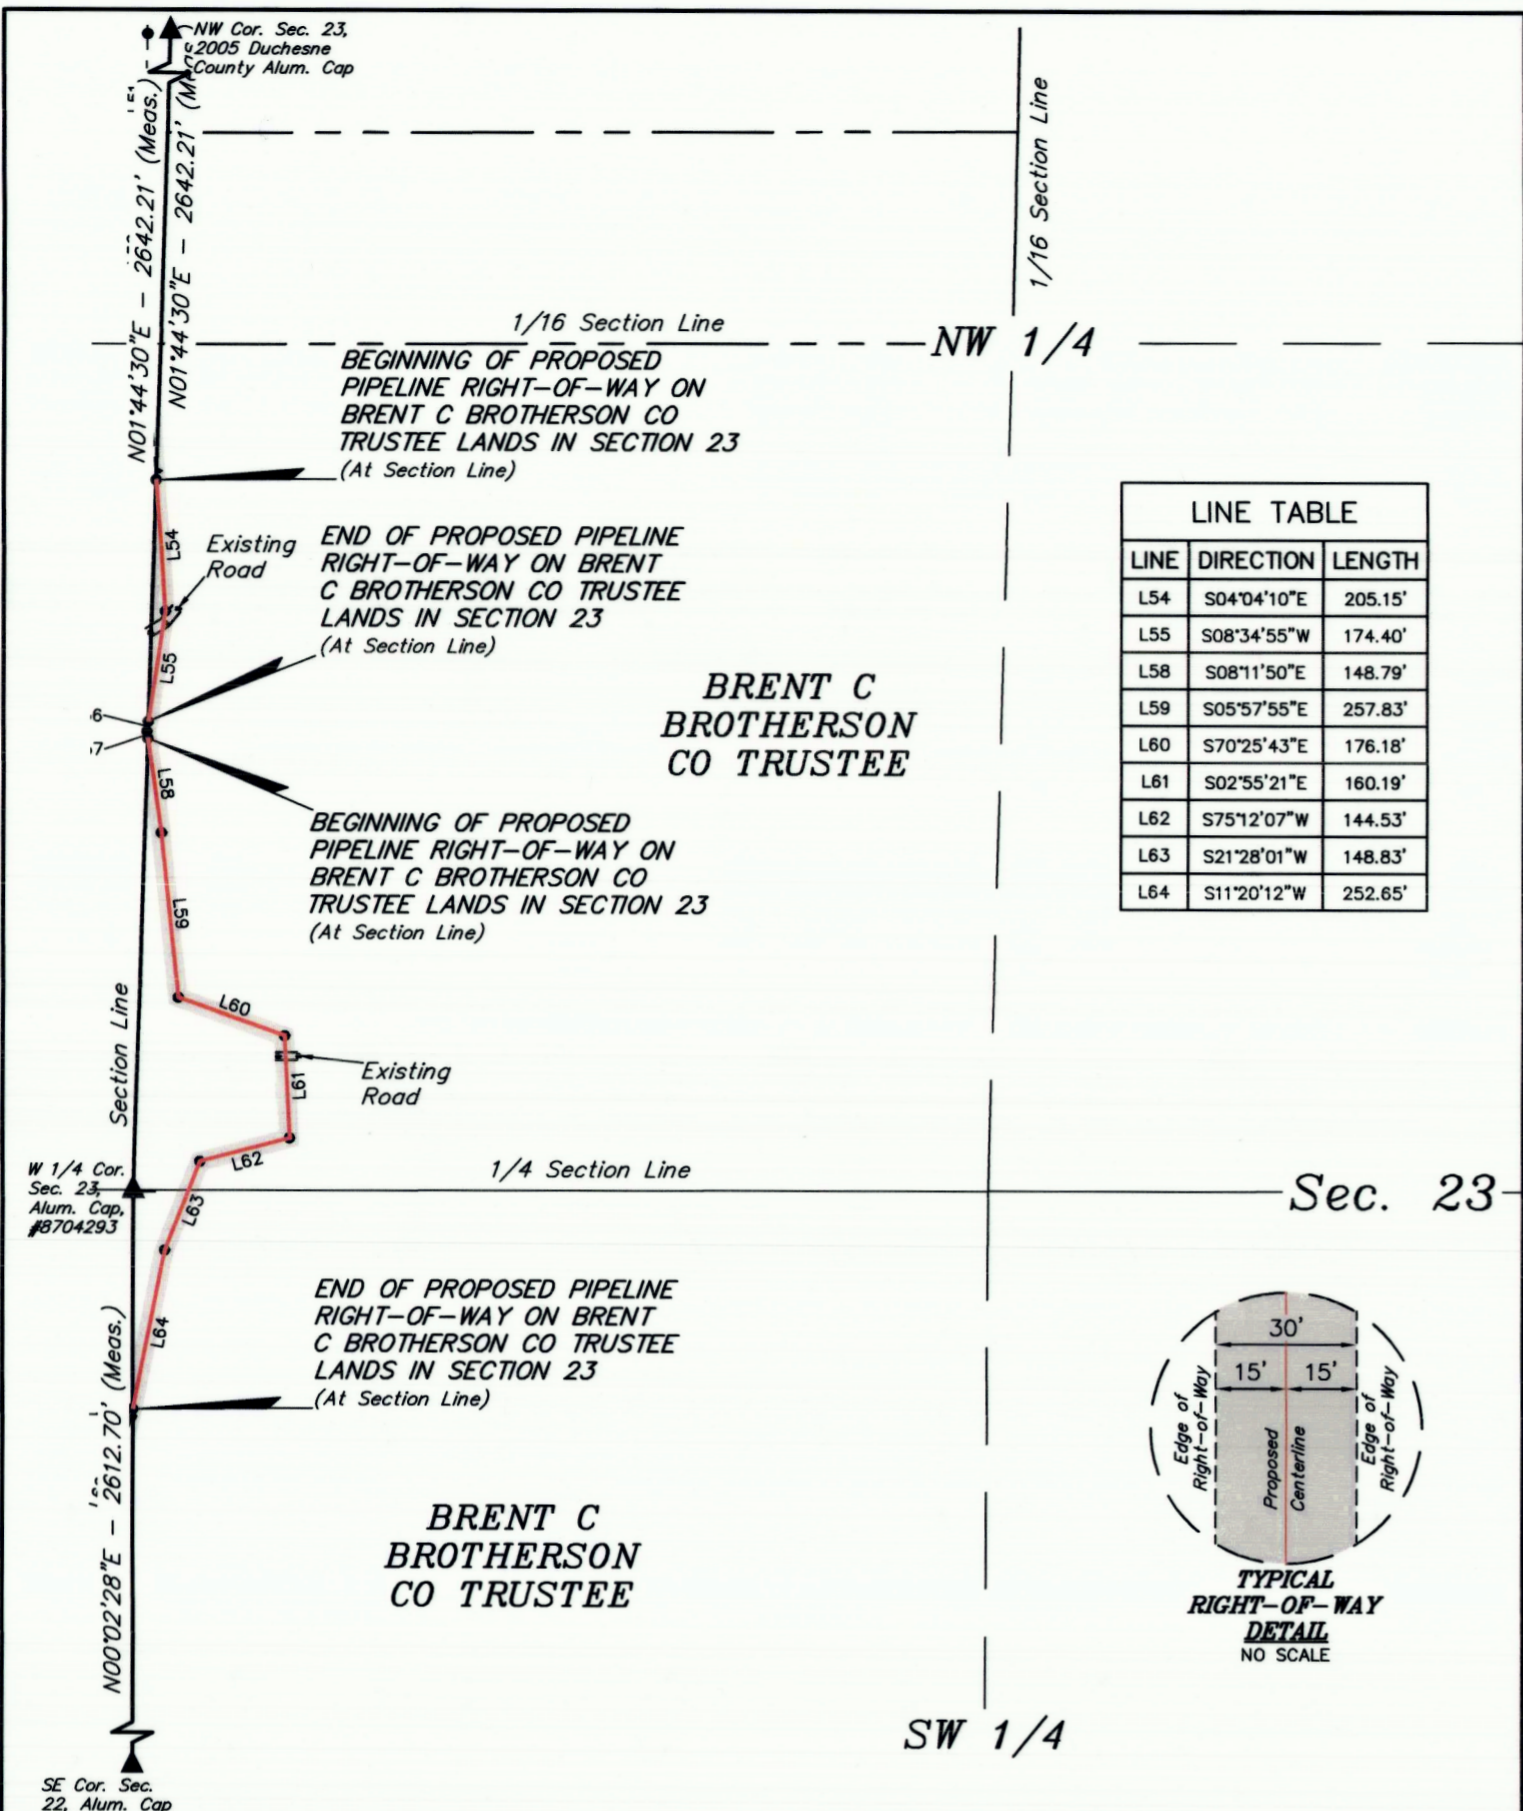 NW Cor. Sec. 23,
2005 Duchesne
County Alum. Cap
N01°44'30"E - 2642.21' (Meas.)
N01°44'30"E - 2642.21'
1/16 Section Line
1/16 Section Line
NW 1/4
BEGINNING OF PROPOSED
PIPELINE RIGHT-OF-WAY ON
BRENT C BROTHERSON CO
TRUSTEE LANDS IN SECTION 23
(At Section Line)
L54
Existing
Road
END OF PROPOSED PIPELINE
RIGHT-OF-WAY ON BRENT
C BROTHERSON CO TRUSTEE
LANDS IN SECTION 23
(At Section Line)
L55
BRENT C
BROTHERSON
CO TRUSTEE
L58
BEGINNING OF PROPOSED
PIPELINE RIGHT-OF-WAY ON
BRENT C BROTHERSON CO
TRUSTEE LANDS IN SECTION 23
(At Section Line)
L59
L60
Section Line
Existing
Road
L61
L62
W 1/4 Cor.
Sec. 23,
Alum. Cap,
#8704293
1/4 Section Line
Sec. 23
L63
END OF PROPOSED PIPELINE
RIGHT-OF-WAY ON BRENT
C BROTHERSON CO TRUSTEE
LANDS IN SECTION 23
(At Section Line)
L64
N00°02'28"E - 2612.70' (Meas.)
BRENT C
BROTHERSON
CO TRUSTEE
SW 1/4
SE Cor. Sec.
22, Alum. Cap
LINE TABLE
LINE DIRECTION LENGTH
L54 S04°04'10"E 205.15'
L55 S08°34'55"W 174.40'
L58 S08°11'50"E 148.79'
L59 S05°57'55"E 257.83'
L60 S70°25'43"E 176.18'
L61 S02°55'21"E 160.19'
L62 S75°12'07"W 144.53'
L63 S21°28'01"W 148.83'
L64 S11°20'12"W 252.65'
30'
15' 15'
Edge of
Right-of-Way
Proposed
Centerline
Edge of
Right-of-Way
TYPICAL
RIGHT-OF-WAY
DETAIL
NO SCALE